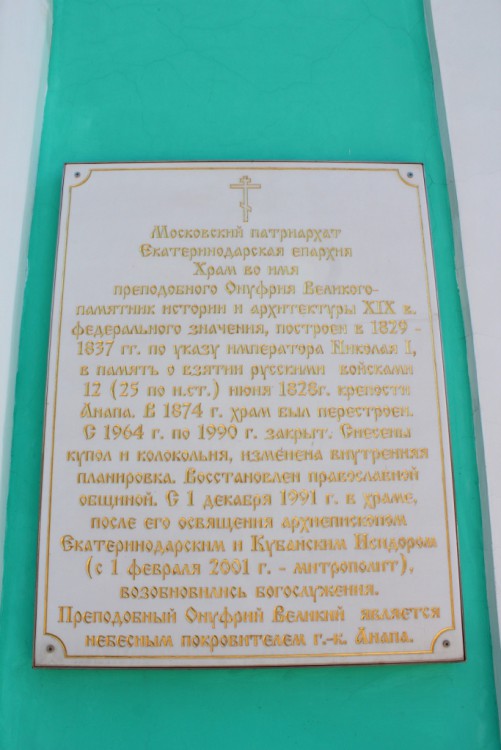 Московский патриархат
Екатеринодарская епархия
Храм во имя
преподобного Онуфрия Великого-
памятник истории и архитектуры XIX в.
федерального значения, построен в 1829 -
1837 гг. по указу императора Николая I,
в память о взятии русскими войсками
12 (25 по н.ст.) июня 1828г. крепости
Анапа. В 1874 г. храм был перестроен.
С 1964 г. по 1990 г. закрыт. Снесены
купол и колокольня, изменена внутренняя
планировка. Восстановлен православной
общиной. С 1 декабря 1991 г. в храме,
после его освящения архиепископом
Екатеринодарским и Кубанским Исидором
(с 1 февраля 2001 г. - митрополит),
возобновились богослужения.
Преподобный Онуфрий Великий является
небесным покровителем г.-к. Анапа.